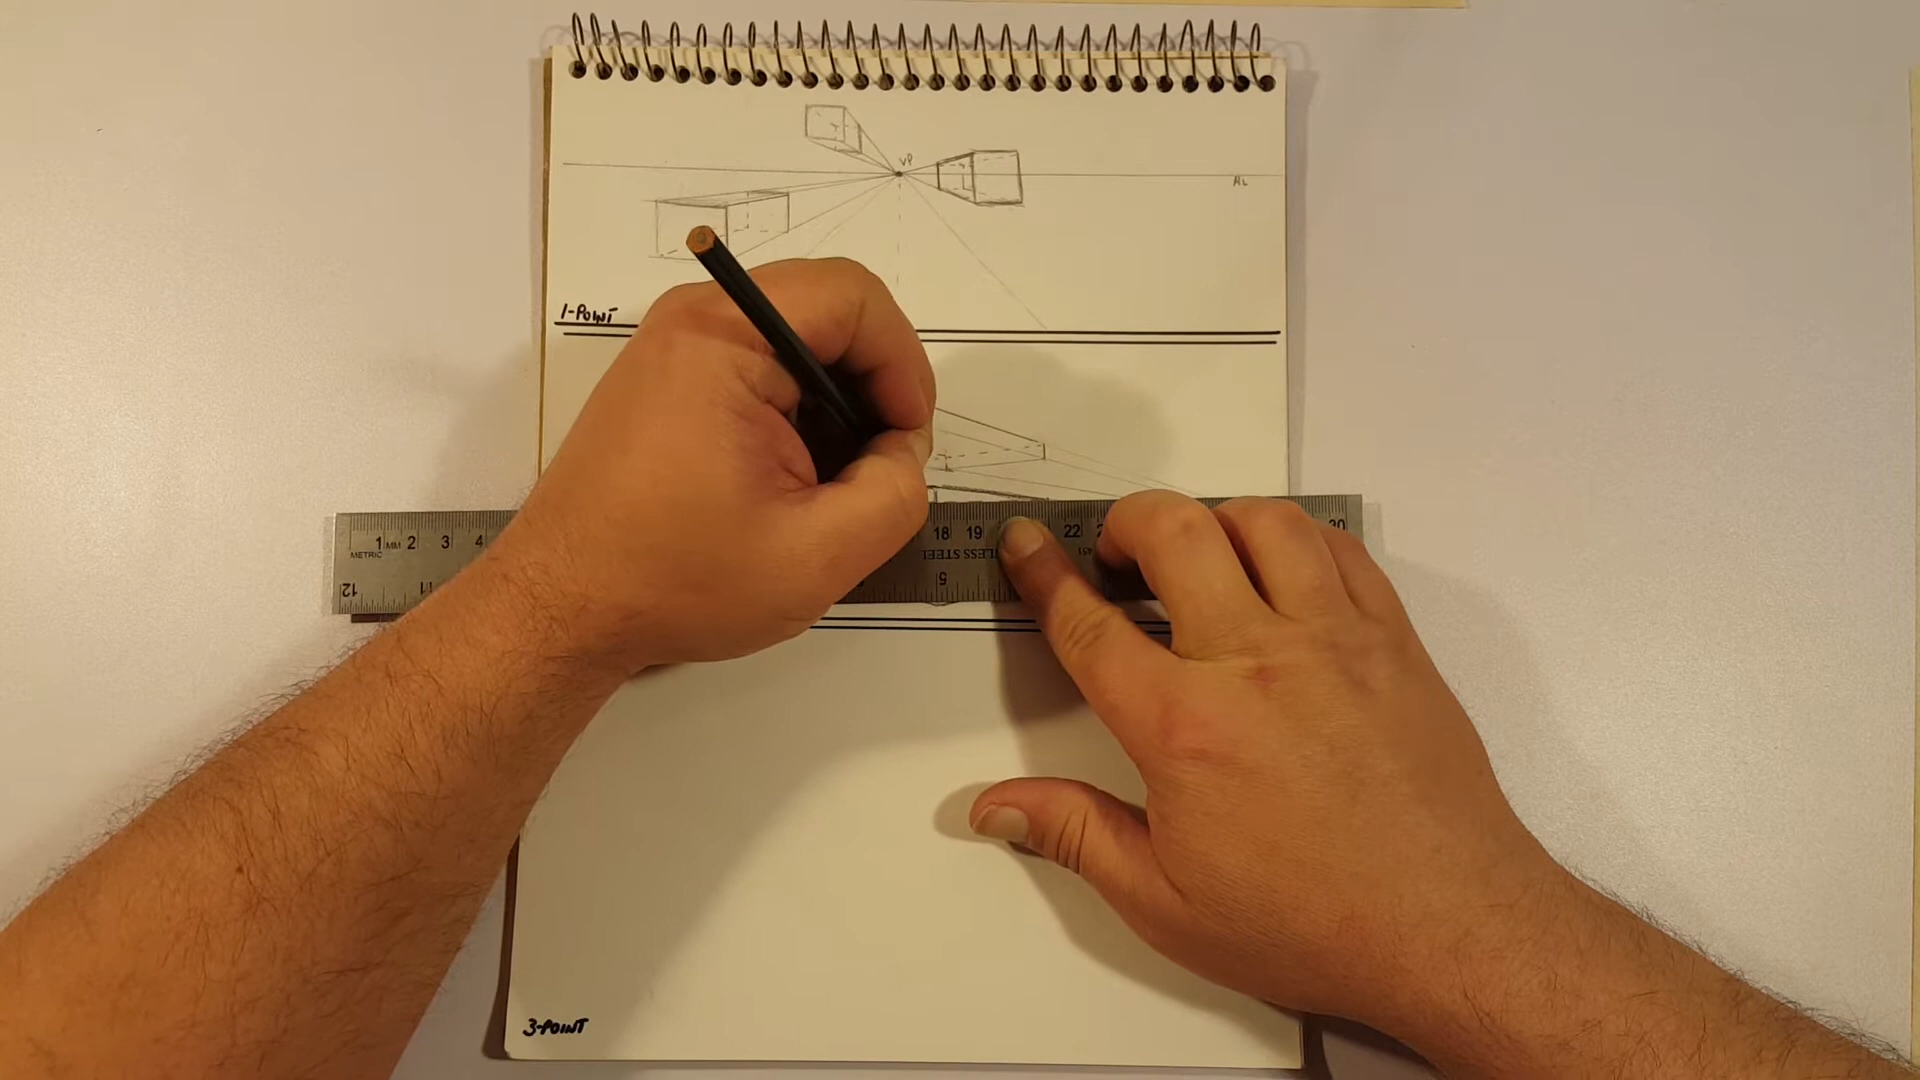 VP
HL
1-POINT
1 MM 2 3 4 18 19 22
METRIC
12 11 5
3-POINT